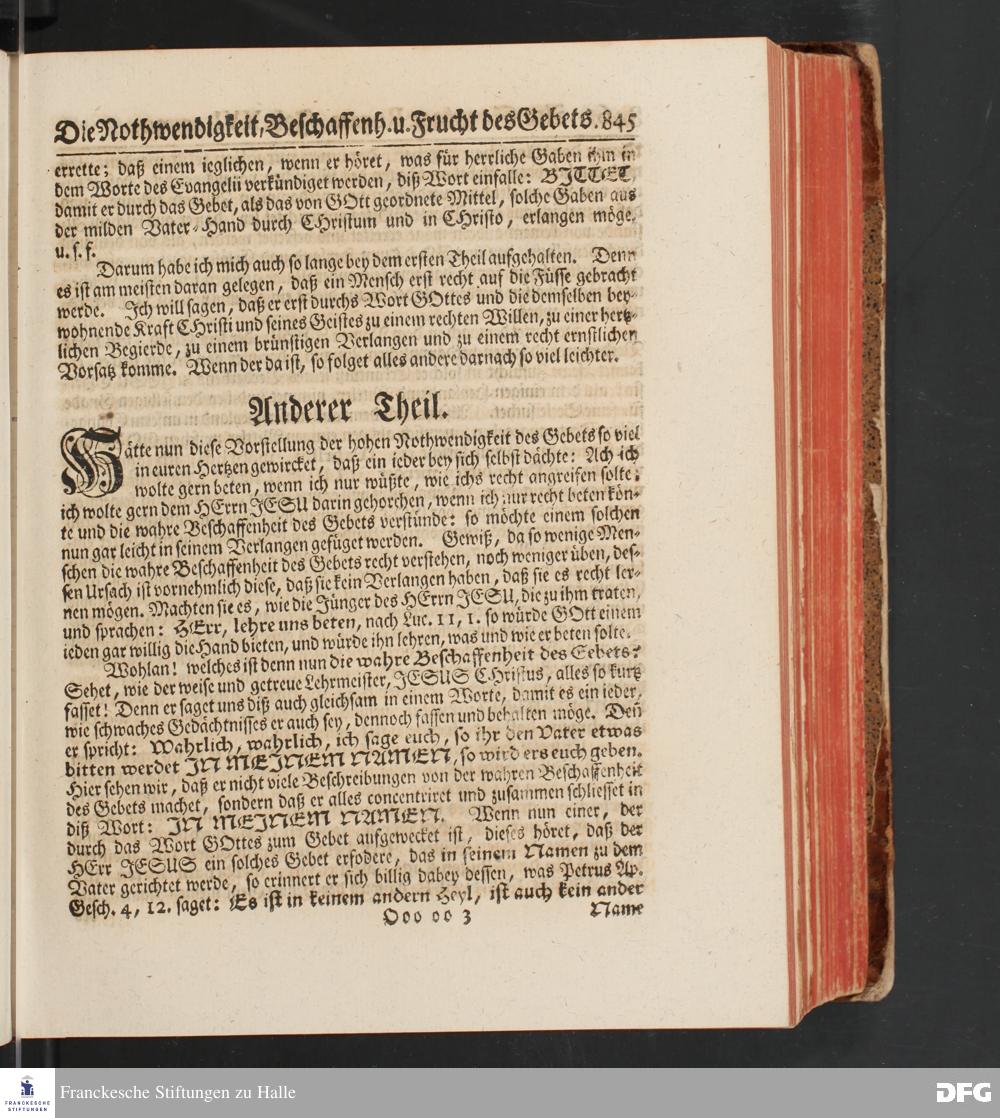 Die Nothwendigkeit, Beschaffenh. u. Frucht des Gebets. 845
errette; daß einem ieglichen, wenn er höret, was für herrliche Gaben ihm in
dem Worte des Evangelii verkündiget werden, diß Wort einfalle: BITTET,
damit er durch das Gebet, als das von GOtt geordnete Mittel, solche Gaben aus
der milden Vater-Hand durch CHristum und in CHristo, erlangen möge.
u. s. f.
Darum habe ich mich auch so lange bey dem ersten Theil aufgehalten. Denn
es ist am meisten daran gelegen, daß ein Mensch erst recht auf die Füsse gebracht
werde. Ich will sagen, daß er erst durchs Wort GOttes und die demselben bey-
wohnende Kraft CHristi und seines Geistes zu einem rechten Willen, zu einer hertz-
lichen Begierde, zu einem brünstigen Verlangen und zu einem recht ernstlichen
Vorsatz komme. Wenn der da ist, so folget alles andere darnach so viel leichter.
Anderer Theil.
Hätte nun diese Vorstellung der hohen Nothwendigkeit des Gebets so viel
in euren Hertzen gewircket, daß ein ieder bey sich selbst dächte: Ach ich
wolte gern beten, wenn ich nur wüßte, wie ichs recht angreifen solte;
ich wolte gern dem HErrn JESU darin gehorchen, wenn ich nur recht beten kön-
te und die wahre Beschaffenheit des Gebets verstünde: so möchte einem solchen
nun gar leicht in seinem Verlangen gefüget werden. Gewiß, da so wenige Men-
schen die wahre Beschaffenheit des Gebets recht verstehen, noch weniger üben, des-
sen Ursach ist vornehmlich diese, daß sie kein Verlangen haben, daß sie es recht ler-
nen mögen. Machten sie es, wie die Jünger des HErrn JESU, die zu ihm traten,
und sprachen: HErr, lehre uns beten, nach Luc. 11, 1. so würde GOtt einem
ieden gar willig die Hand bieten, und würde ihn lehren, was und wie er beten solte.
Wohlan! welches ist denn nun die wahre Beschaffenheit des Gebets?
Sehet, wie der weise und getreue Lehrmeister, JESUS CHristus, alles so kurtz
fasset! Denn er saget uns diß auch gleichsam in einem Worte, damit es ein ieder,
wie schwaches Gedächtnisses er auch sey, dennoch fassen und behalten möge. Deñ
er spricht: Wahrlich, wahrlich, ich sage euch, so ihr den Vater etwas
bitten werdet IN MEINEM NAMEN, so wird ers euch geben.
Hier sehen wir, daß er nicht viele Beschreibungen von der wahren Beschaffenheit
des Gebets machet, sondern daß er alles concentriret und zusammen schliesset in
diß Wort: IN MEINEM NAMEN. Wenn nun einer, der
durch das Wort GOttes zum Gebet aufgewecket ist, dieses höret, daß der
HErr JESUS ein solches Gebet erfodere, das in seinem Namen zu dem
Vater gerichtet werde, so erinnert er sich billig dabey dessen, was Petrus Ap.
Gesch. 4, 12. saget: Es ist in keinem andern Heyl, ist auch kein ander
Ooo oo 3 Name
FRANCKESCHE
STIFTUNGEN
Franckesche Stiftungen zu Halle
DFG